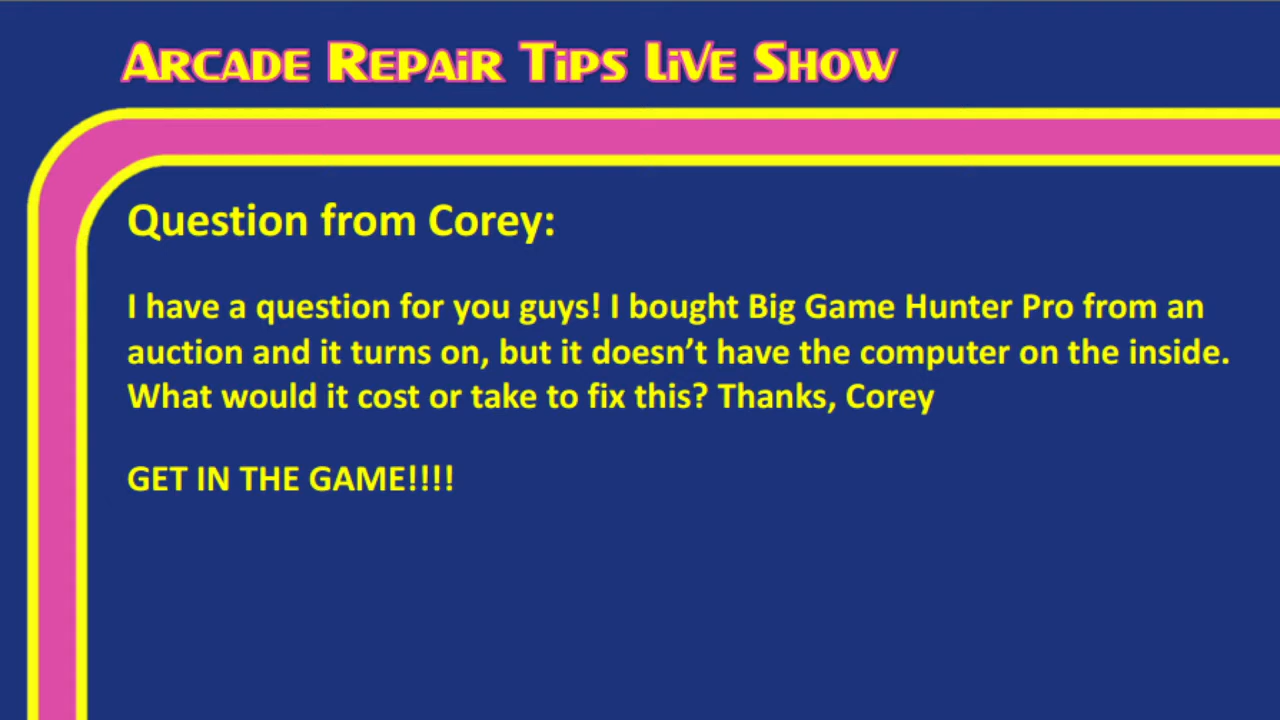 Arcade Repair Tips Live Show
Question from Corey:
I have a question for you guys! I bought Big Game Hunter Pro from an
auction and it turns on, but it doesn’t have the computer on the inside.
What would it cost or take to fix this? Thanks, Corey
GET IN THE GAME!!!!